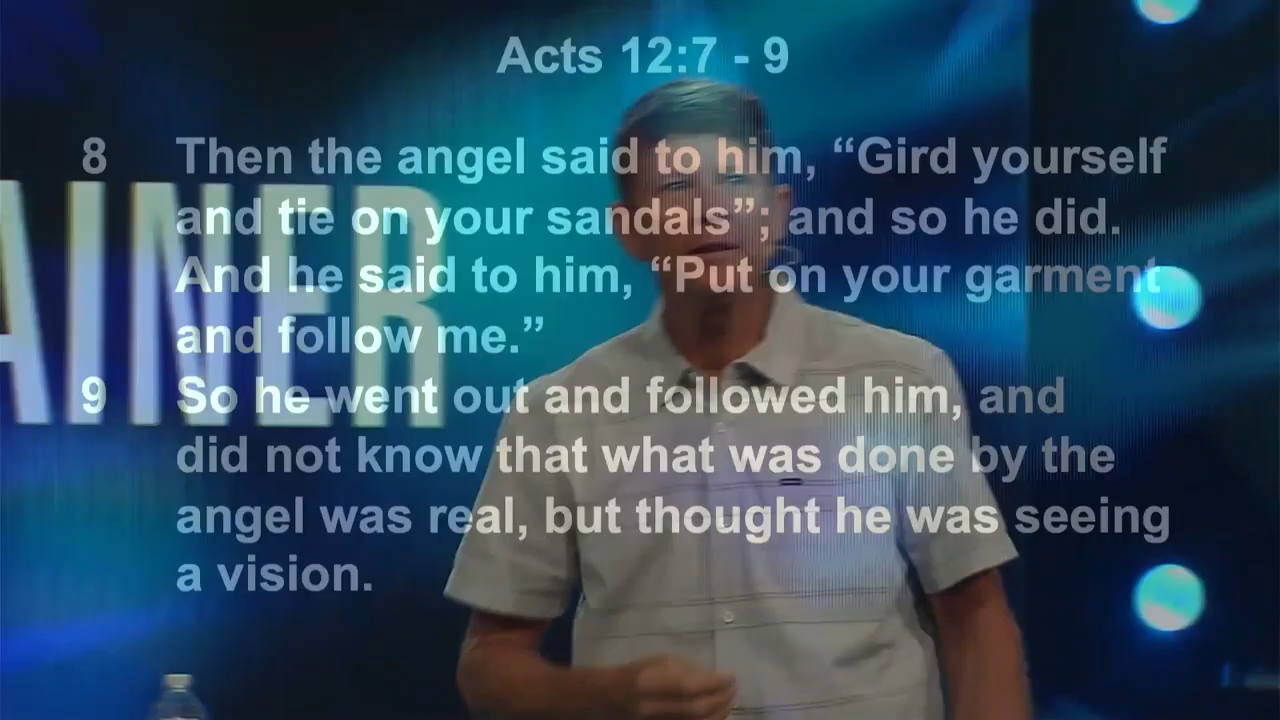 Acts 12:7 - 9
8 Then the angel said to him, “Gird yourself
and tie on your sandals”; and so he did.
And he said to him, “Put on your garment
and follow me.”
9 So he went out and followed him, and
did not know that what was done by the
angel was real, but thought he was seeing
a vision.
AINER